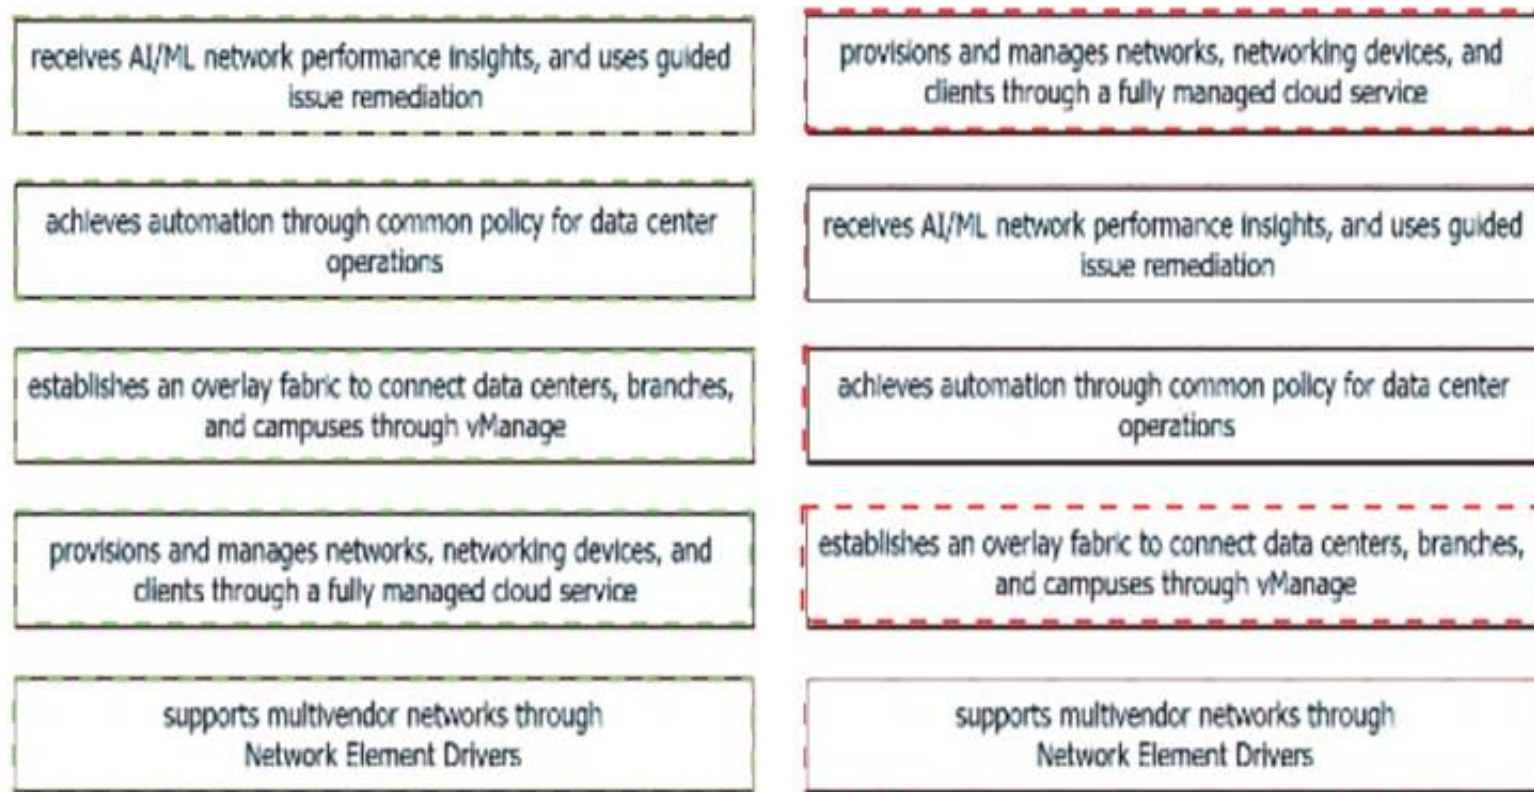 receives AI/ML network performance insights, and uses guided
issue remediation
achieves automation through common policy for data center
operations
establishes an overlay fabric to connect data centers, branches,
and campuses through vManage
provisions and manages networks, networking devices, and
clients through a fully managed cloud service
supports multivendor networks through
Network Element Drivers
provisions and manages networks, networking devices, and
clients through a fully managed cloud service
receives AI/ML network performance insights, and uses guided
issue remediation
achieves automation through common policy for data center
operations
establishes an overlay fabric to connect data centers, branches,
and campuses through vManage
supports multivendor networks through
Network Element Drivers